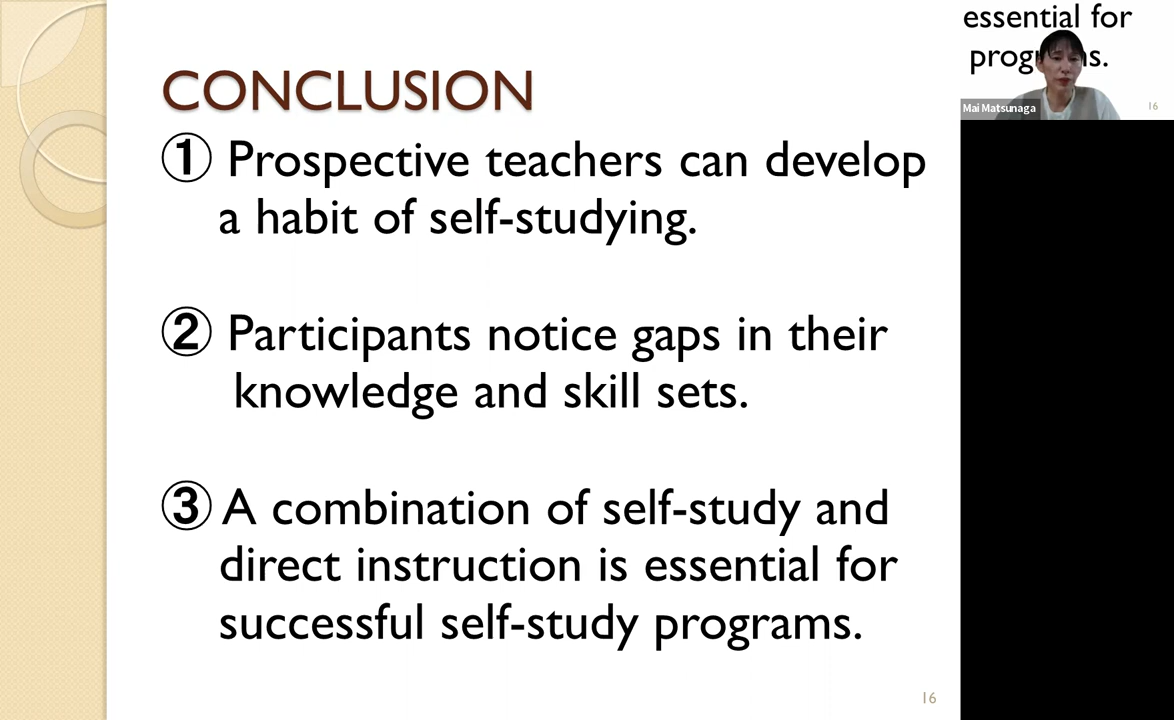 CONCLUSION
① Prospective teachers can develop
a habit of self-studying.
② Participants notice gaps in their
knowledge and skill sets.
③ A combination of self-study and
direct instruction is essential for
successful self-study programs.
16
essential for
Mai Matsunaga
16